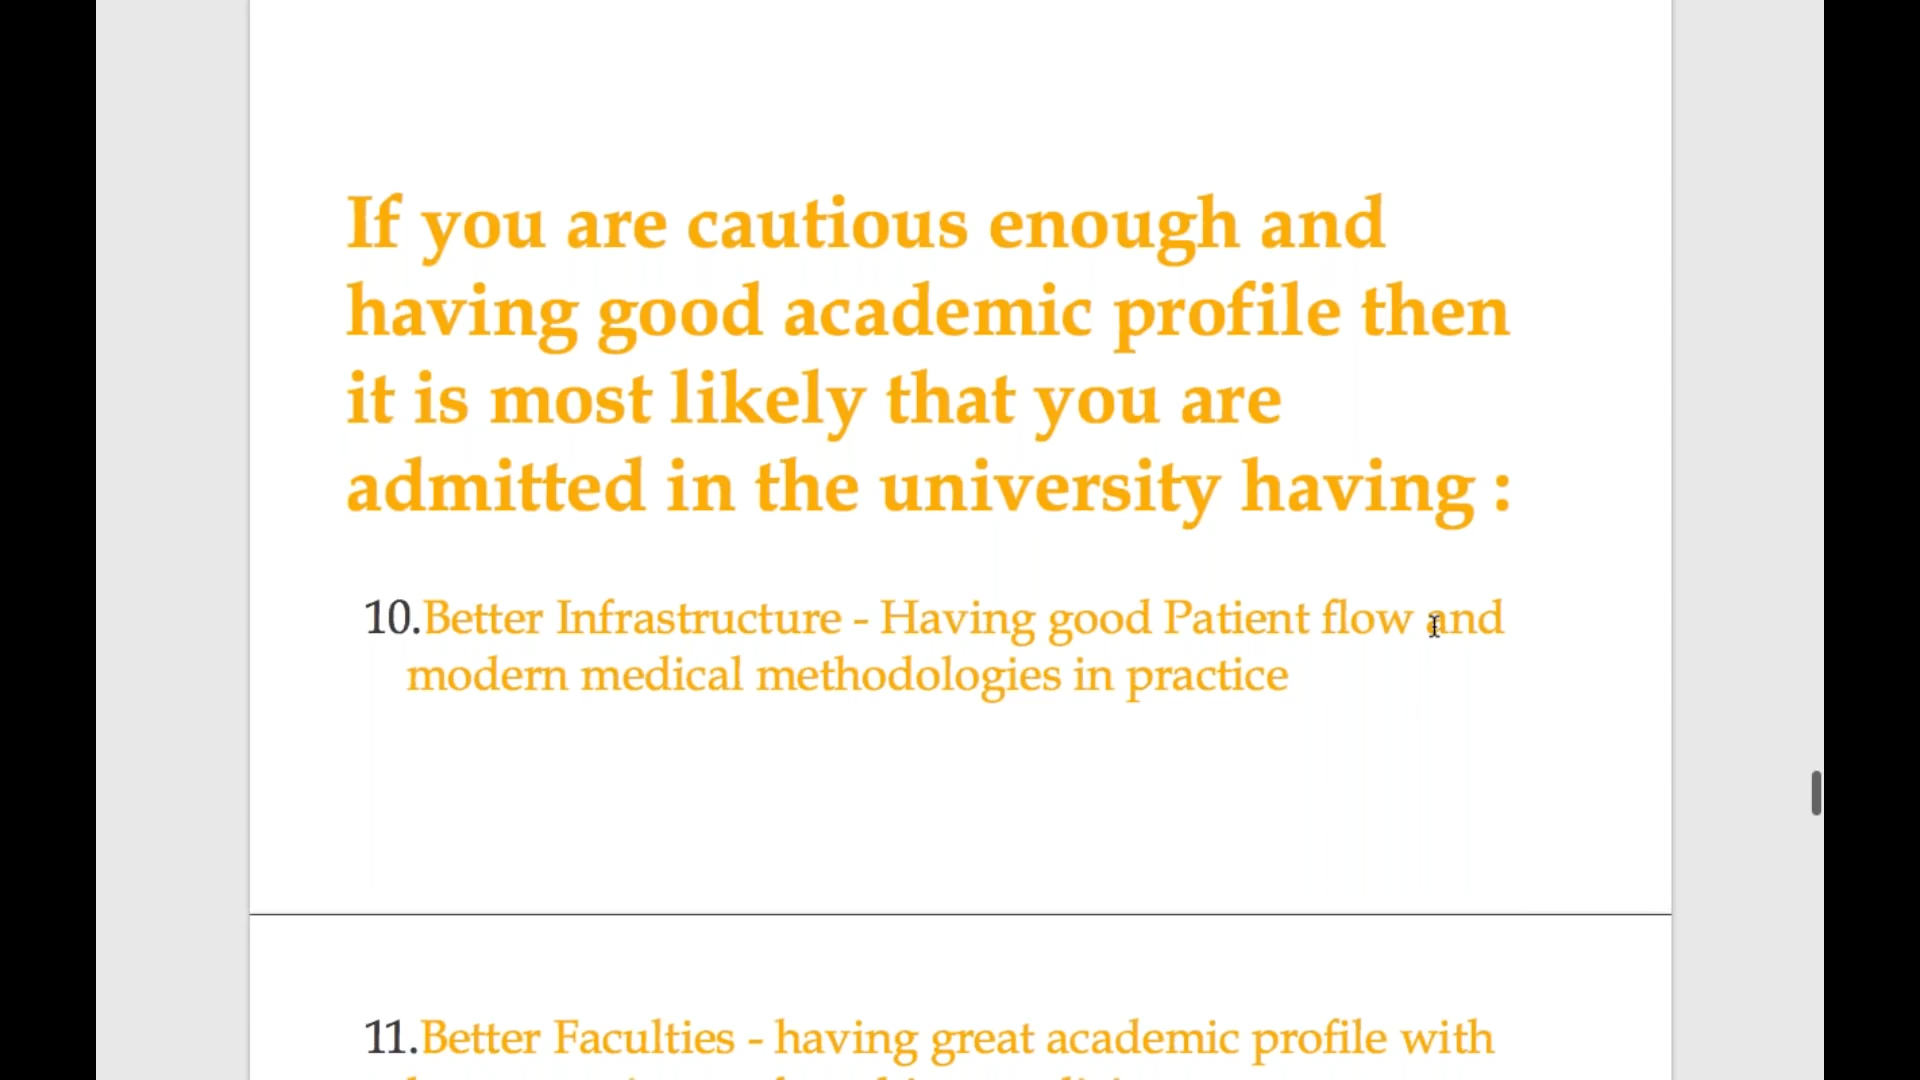 If you are cautious enough and
having good academic profile then
it is most likely that you are
admitted in the university having :
10.Better Infrastructure - Having good Patient flow and
modern medical methodologies in practice
11.Better Faculties - having great academic profile with